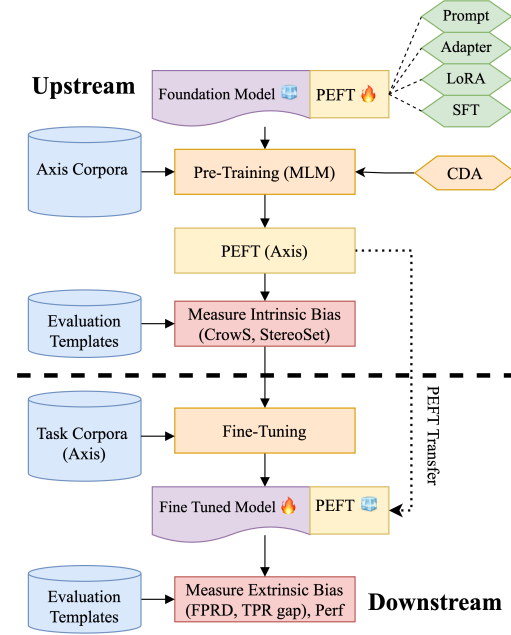 Prompt
Adapter
LoRA
SFT
Upstream
Foundation Model
PEFT
Axis Corpora
Pre-Training (MLM)
CDA
PEFT (Axis)
Evaluation
Templates
Measure Intrinsic Bias
(CrowS, StereoSet)
PEFT Transfer
Task Corpora
(Axis)
Fine-Tuning
Fine Tuned Model
PEFT
Evaluation
Templates
Measure Extrinsic Bias
(FPRD, TPR gap), Perf
Downstream